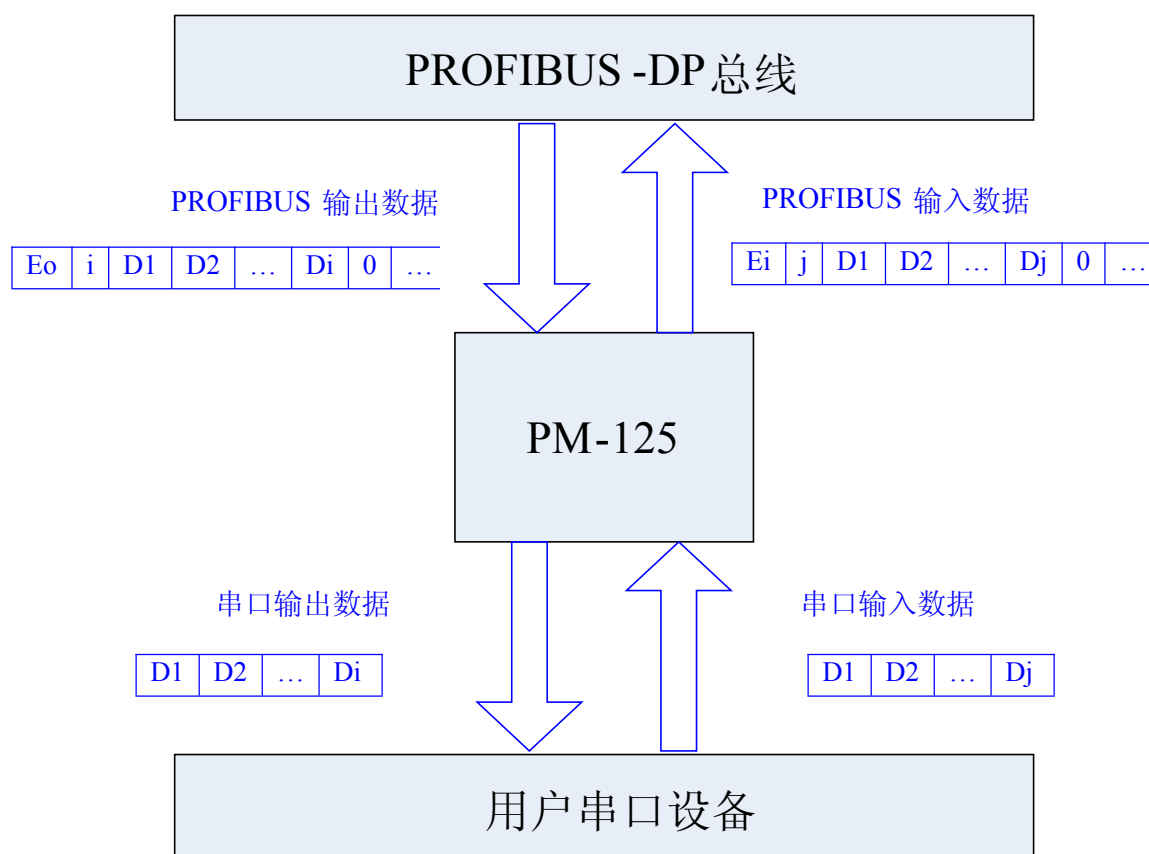 PROFIBUS -DP总线
PROFIBUS 输出数据
PROFIBUS 输入数据
Eo i D1 D2 … Di 0 …
Ei j D1 D2 … Dj 0 …
PM-125
串口输出数据
串口输入数据
D1 D2 … Di
D1 D2 … Dj
用户串口设备